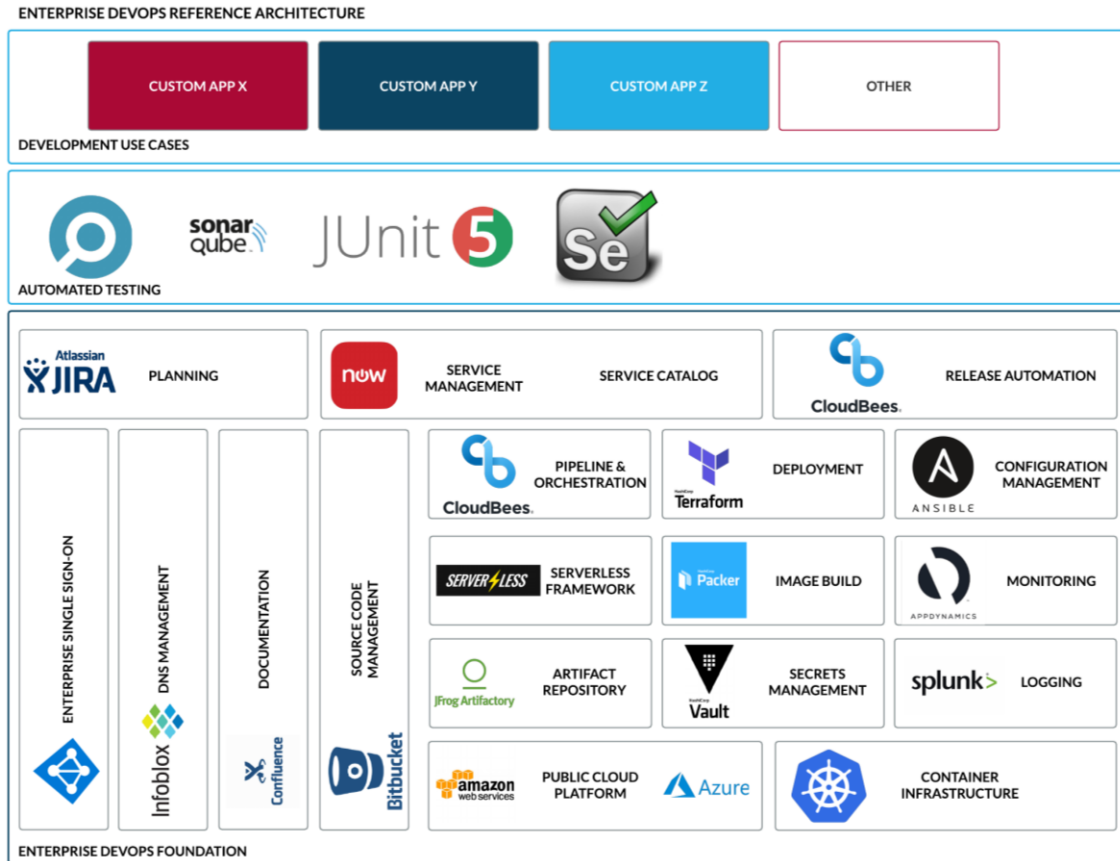 ENTERPRISE DEVOPS REFERENCE ARCHITECTURE
CUSTOM APP X
CUSTOM APP Y
CUSTOM APP Z
OTHER
DEVELOPMENT USE CASES
sonar
qube
JUnit 5
Se
AUTOMATED TESTING
Atlassian
JIRA
PLANNING
now
SERVICE
MANAGEMENT
SERVICE CATALOG
CloudBees.
RELEASE AUTOMATION
ENTERPRISE SINGLE SIGN-ON
Infoblox
DNS MANAGEMENT
Confluence
DOCUMENTATION
Bitbucket
SOURCE CODE
MANAGEMENT
CloudBees.
PIPELINE &
ORCHESTRATION
HashiCorp
Terraform
DEPLOYMENT
ANSIBLE
CONFIGURATION
MANAGEMENT
SERVERLESS
SERVERLESS
FRAMEWORK
HashiCorp
Packer
IMAGE BUILD
APPDYNAMICS
MONITORING
JFrog Artifactory
ARTIFACT
REPOSITORY
HashiCorp
Vault
SECRETS
MANAGEMENT
splunk>
LOGGING
amazon
web services
PUBLIC CLOUD
PLATFORM
Azure
CONTAINER
INFRASTRUCTURE
ENTERPRISE DEVOPS FOUNDATION